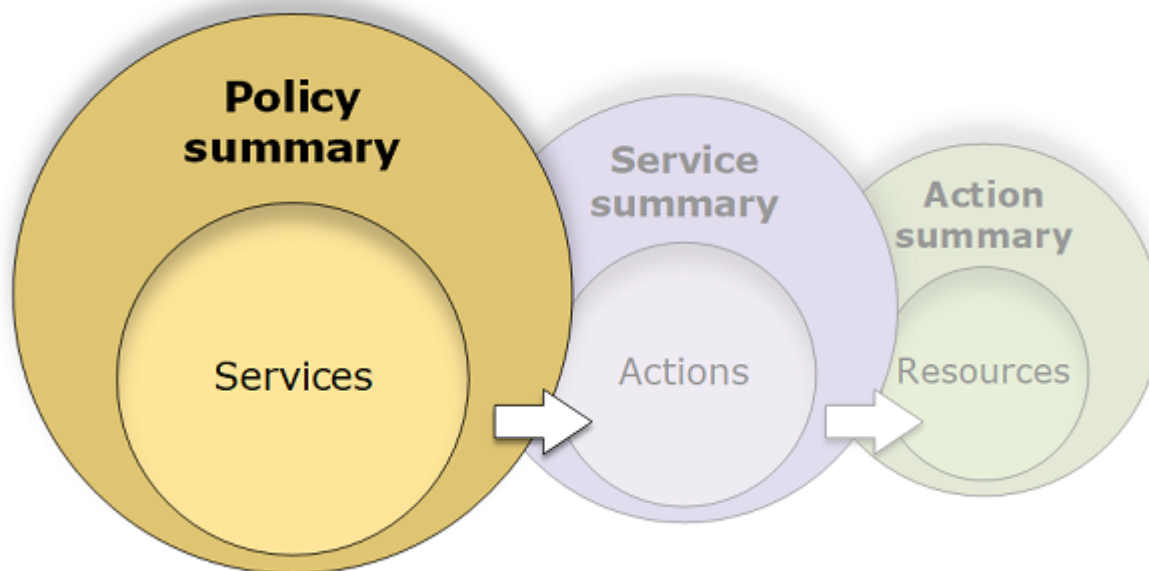 Policy
summary
Services
Service
summary
Actions
Action
summary
Resources